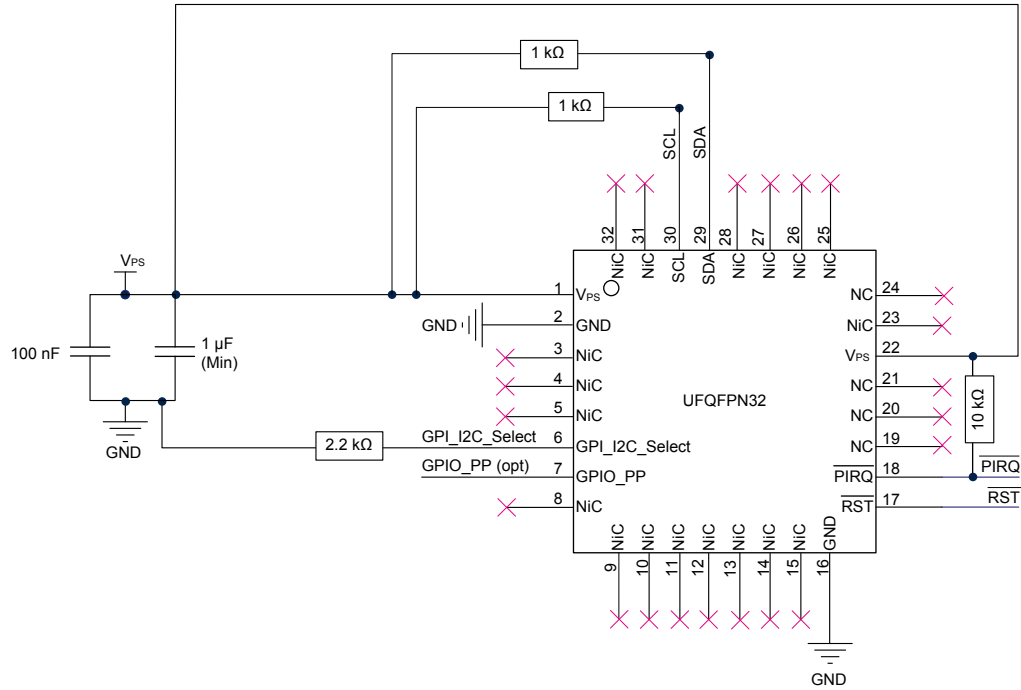 1 kΩ
1 kΩ
SCL
SDA
32
31
30
29
28
27
26
25
NiC
NiC
SCL
SDA
NiC
NiC
NiC
NiC
VPS
1
VPS
NC
24
GND
2
GND
NiC
23
100 nF
1 µF
(Min)
3
NiC
VPS
22
4
NiC
NC
21
5
NiC
UFQFPN32
NC
20
10 kΩ
GND
2.2 kΩ
GPI_I2C_Select
6
GPI_I2C_Select
NC
19
GPIO_PP (opt)
7
GPIO_PP
PIRQ
18
PIRQ
8
NiC
RST
17
RST
NiC
NiC
NiC
NiC
NiC
NiC
NiC
GND
9
10
11
12
13
14
15
16
GND